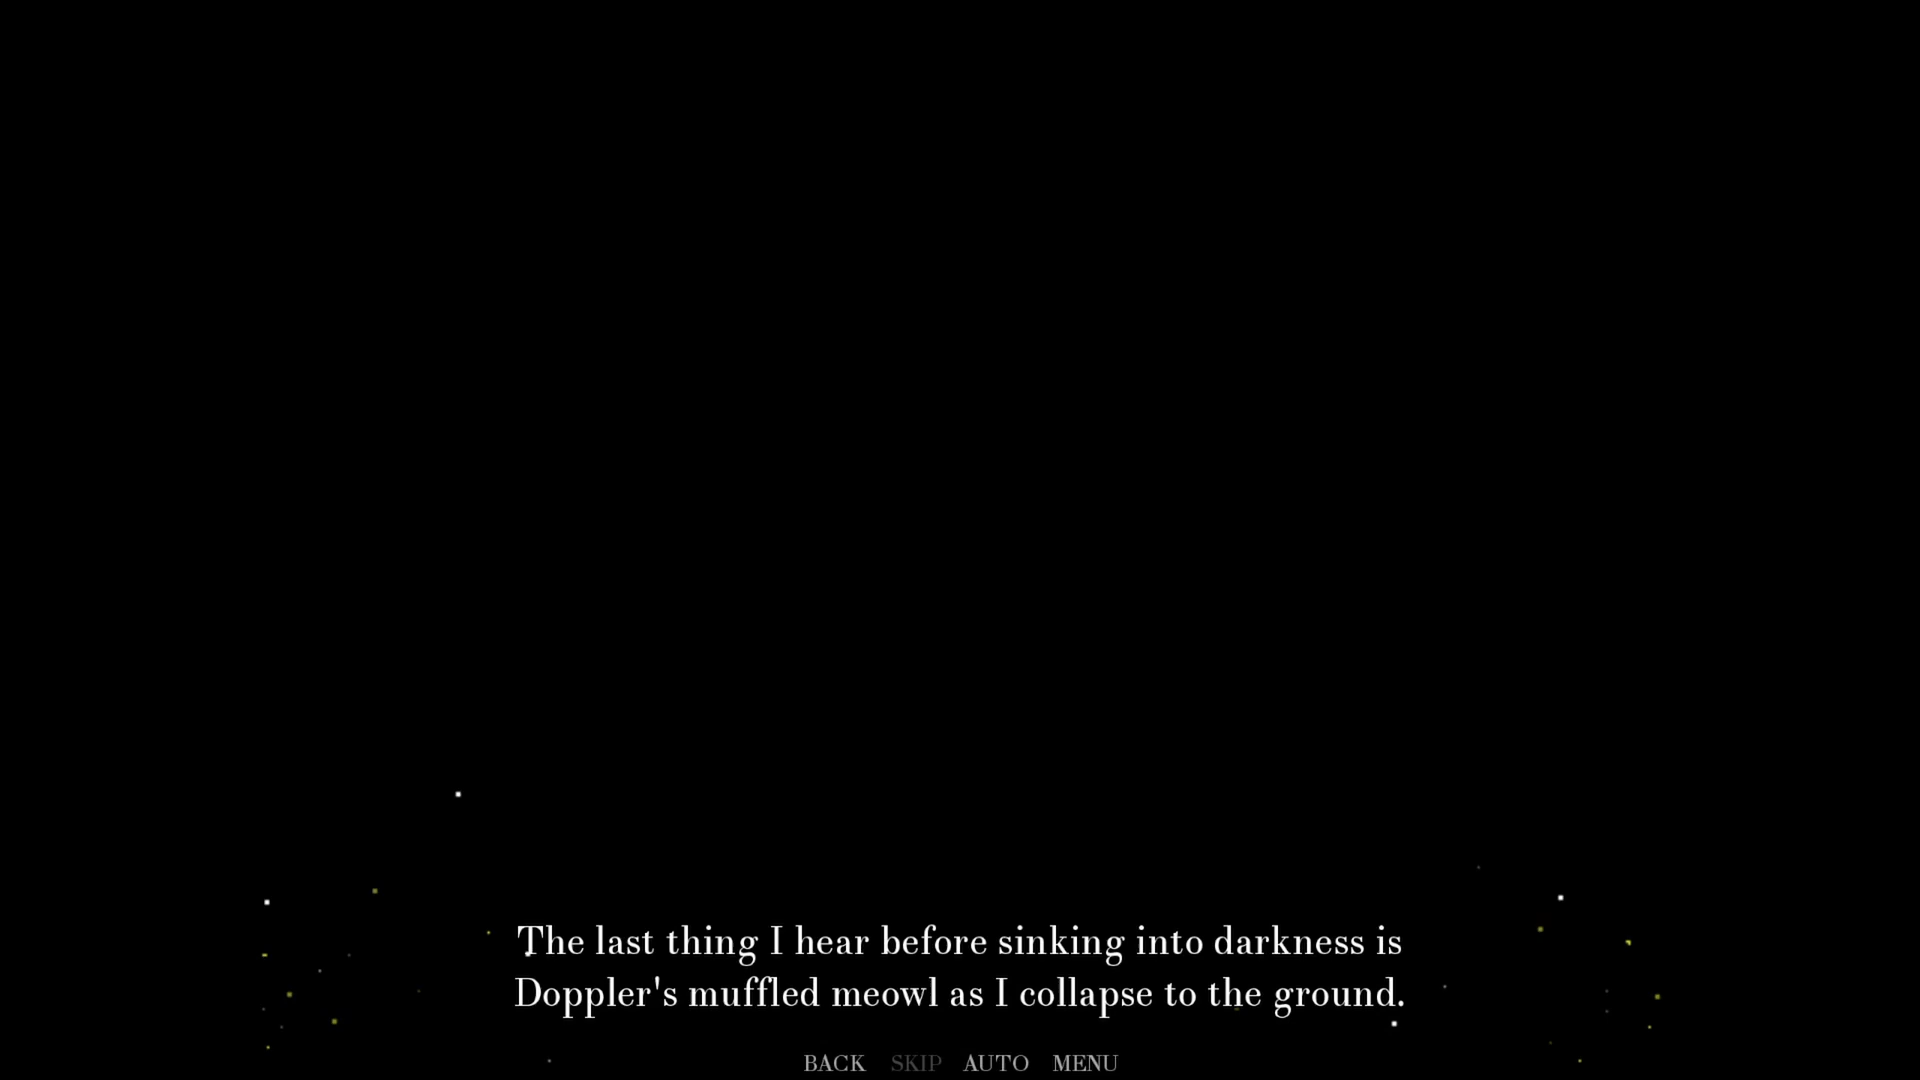 The last thing I hear before sinking into darkness is
Doppler's muffled meowl as I collapse to the ground.
BACK SKIP AUTO MENU